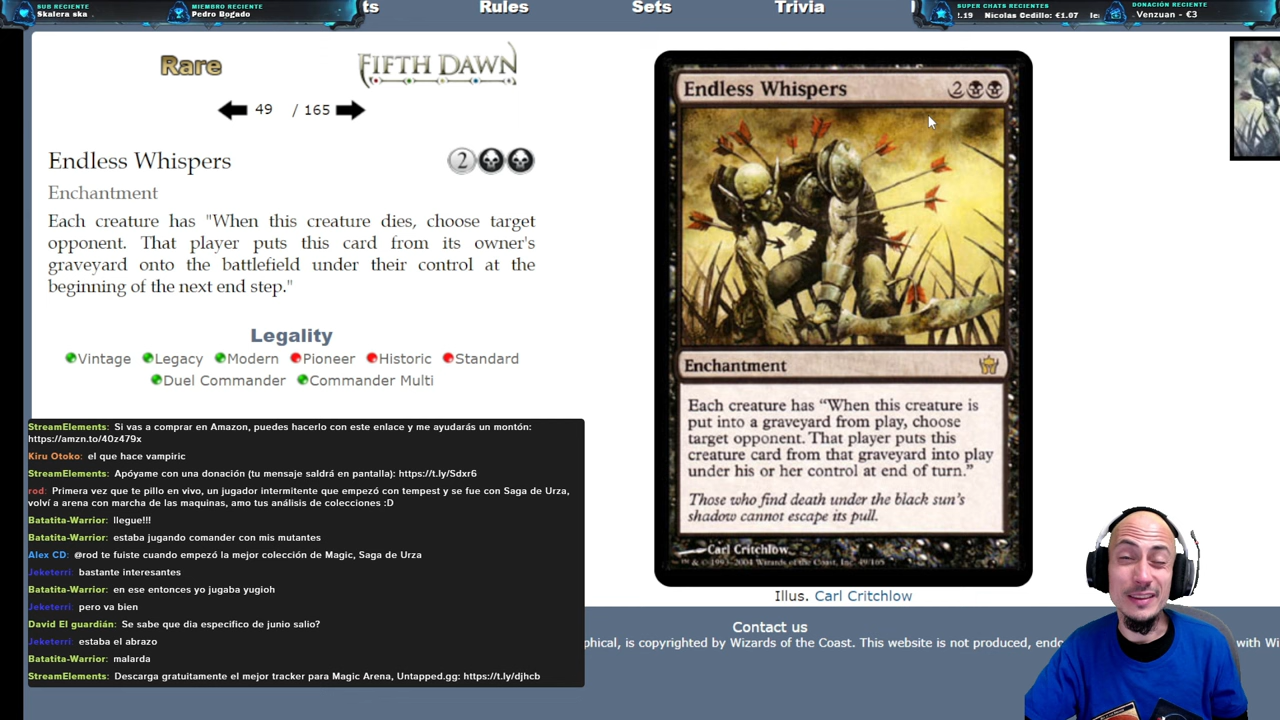 SUB RECIENTE
Skalera ska
MIEMBRO RECIENTE
Pedro Bogado
ts
Rules
Sets
Trivia
SUPER CHATS RECIENTES
.19 Nicolas Cedillo: €1.07
DONACIÓN RECIENTE
Venzuan - €3
Rare
FIFTH DAWN
49 / 165
Endless Whispers
2
Enchantment
Each creature has "When this creature dies, choose target
opponent. That player puts this card from its owner's
graveyard onto the battlefield under their control at the
beginning of the next end step."
Legality
Vintage Legacy Modern Pioneer Historic Standard
Duel Commander Commander Multi
StreamElements: Si vas a comprar en Amazon, puedes hacerlo con este enlace y me ayudarás un montón:
https://amzn.to/40z479x
Kiru Otoko: el que hace vampiric
StreamElements: Apóyame con una donación (tu mensaje saldrá en pantalla): https://t.ly/Sdxr6
rod: Primera vez que te pillo en vivo, un jugador intermitente que empezó con tempest y se fue con Saga de Urza,
volví a arena con marcha de las maquinas, amo tus análisis de colecciones :D
Batatita-Warrior: llegue!!!
Batatita-Warrior: estaba jugando comander con mis mutantes
Alex CD: @rod te fuiste cuando empezó la mejor colección de Magic, Saga de Urza
Jeketerri: bastante interesantes
Batatita-Warrior: en ese entonces yo jugaba yugioh
Jeketerri: pero va bien
David El guardián: Se sabe que dia especifico de junio salio?
Jeketerri: estaba el abrazo
Batatita-Warrior: malarda
StreamElements: Descarga gratuitamente el mejor tracker para Magic Arena, Untapped.gg: https://t.ly/djhcb
Endless Whispers
2
Enchantment
Each creature has “When this creature is
put into a graveyard from play, choose
target opponent. That player puts this
creature card from that graveyard into play
under his or her control at end of turn.”
Those who find death under the black sun's
shadow cannot escape its pull.
Carl Critchlow
™ & © 1993–2004 Wizards of the Coast, Inc. 49/165
Illus. Carl Critchlow
Contact us
phical, is copyrighted by Wizards of the Coast. This website is not produced, endo
with Wi